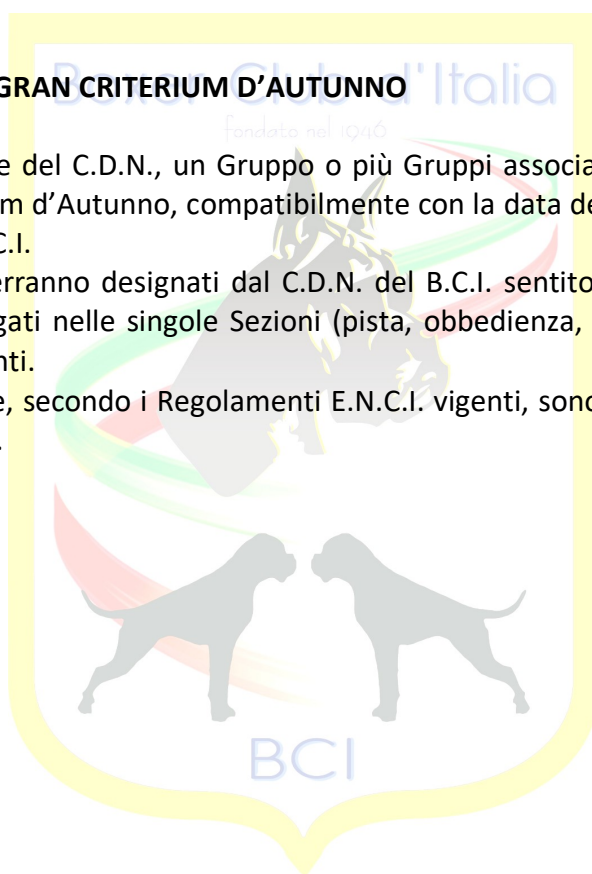 Boxer Club d'Italia
GRAN CRITERIUM D’AUTUNNO
fondato nel 1946
e del C.D.N., un Gruppo o più Gruppi associa
m d’Autunno, compatibilmente con la data de
C.I.
erranno designati dal C.D.N. del B.C.I. sentito
gati nelle singole Sezioni (pista, obbedienza,
nti.
e, secondo i Regolamenti E.N.C.I. vigenti, sono
.
BCI